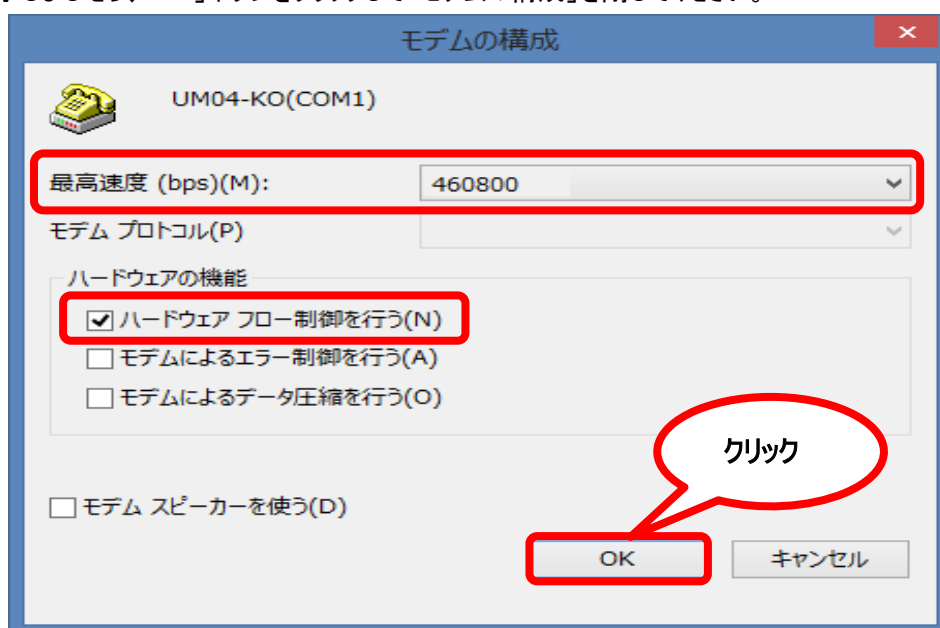 モデムの構成
UM04-KO(COM1)
最高速度 (bps)(M):
460800
モデム プロトコル(P)
ハードウェアの機能
ハードウェア フロー制御を行う(N)
モデムによるエラー制御を行う(A)
モデムによるデータ圧縮を行う(O)
クリック
モデム スピーカーを使う(D)
OK
キャンセル